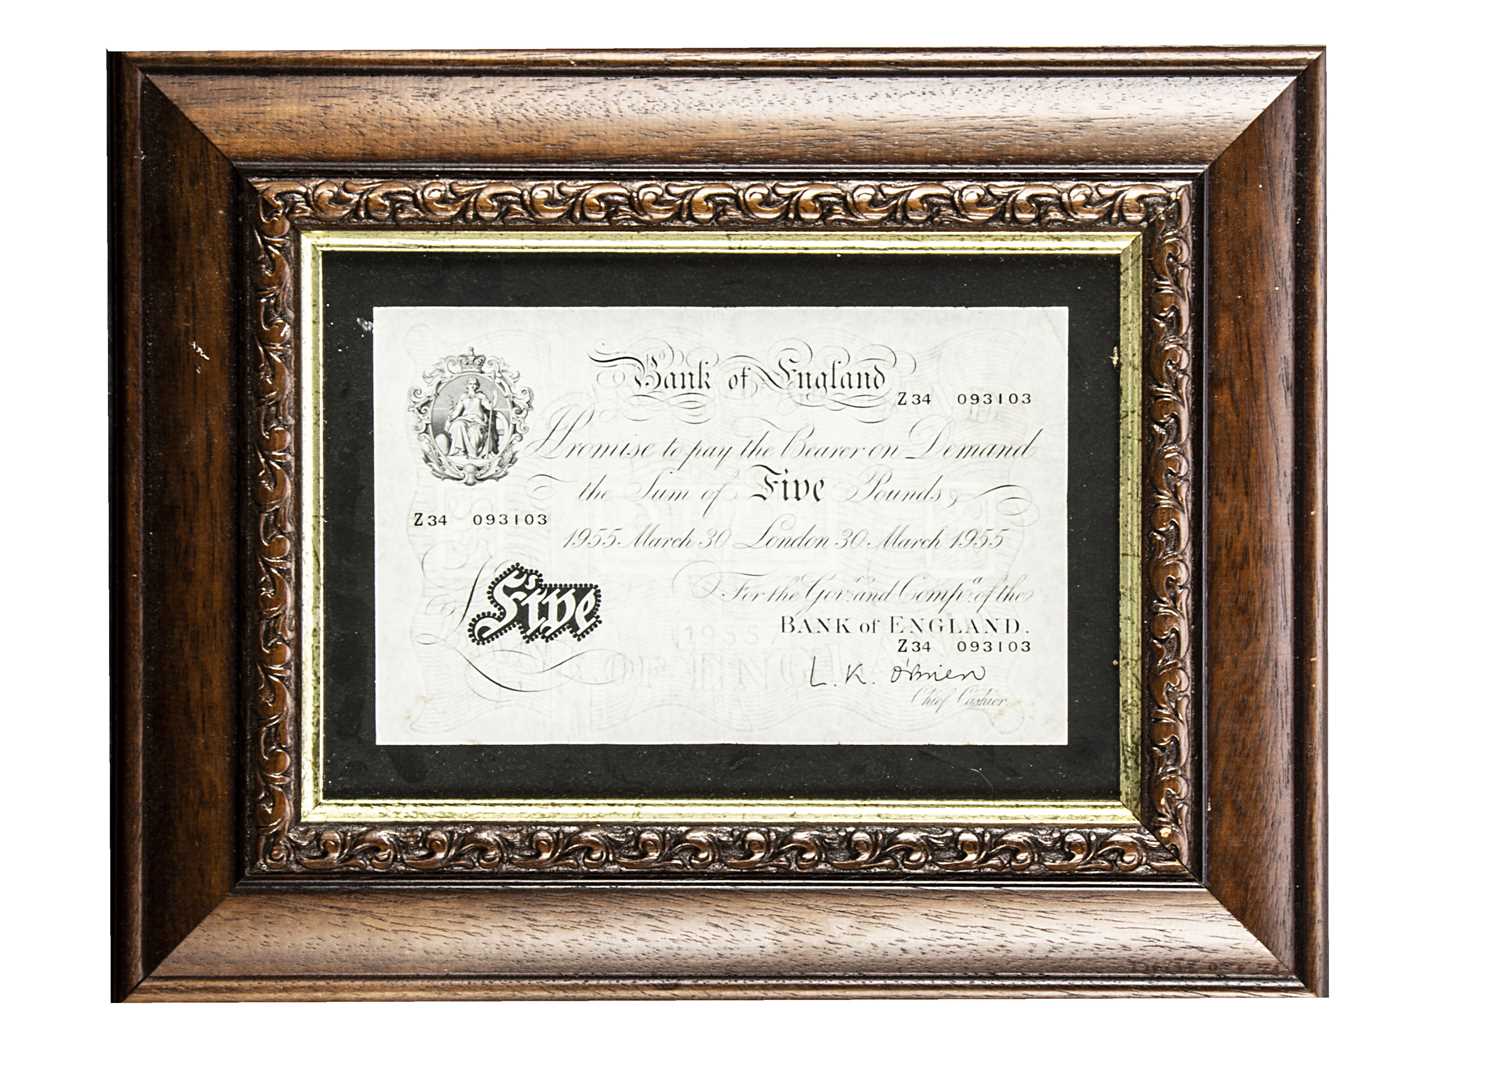 Bank of England
Z34 093103
I Promise to pay the Bearer on Demand
the Sum of Five Pounds
Z34 093103
1955 March 30 London 30 March 1955
For the Gov.r and Comp.a of the
BANK of ENGLAND.
£Five
Z34 093103
L. K. O'Brien
Chief Cashier